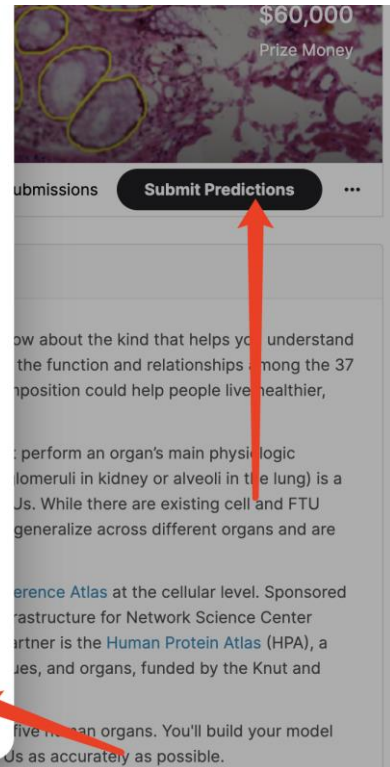 $60,000
Prize Money
ubmissions Submit Predictions ...
ow about the kind that helps you understand
the function and relationships among the 37
mposition could help people live healthier,
perform an organ's main physiologic
lomeruli in kidney or alveoli in the lung) is a
Us. While there are existing cell and FTU
generalize across different organs and are
erence Atlas at the cellular level. Sponsored
rastructure for Network Science Center
artner is the Human Protein Atlas (HPA), a
ues, and organs, funded by the Knut and
five human organs. You'll build your model
Us as accurately as possible.